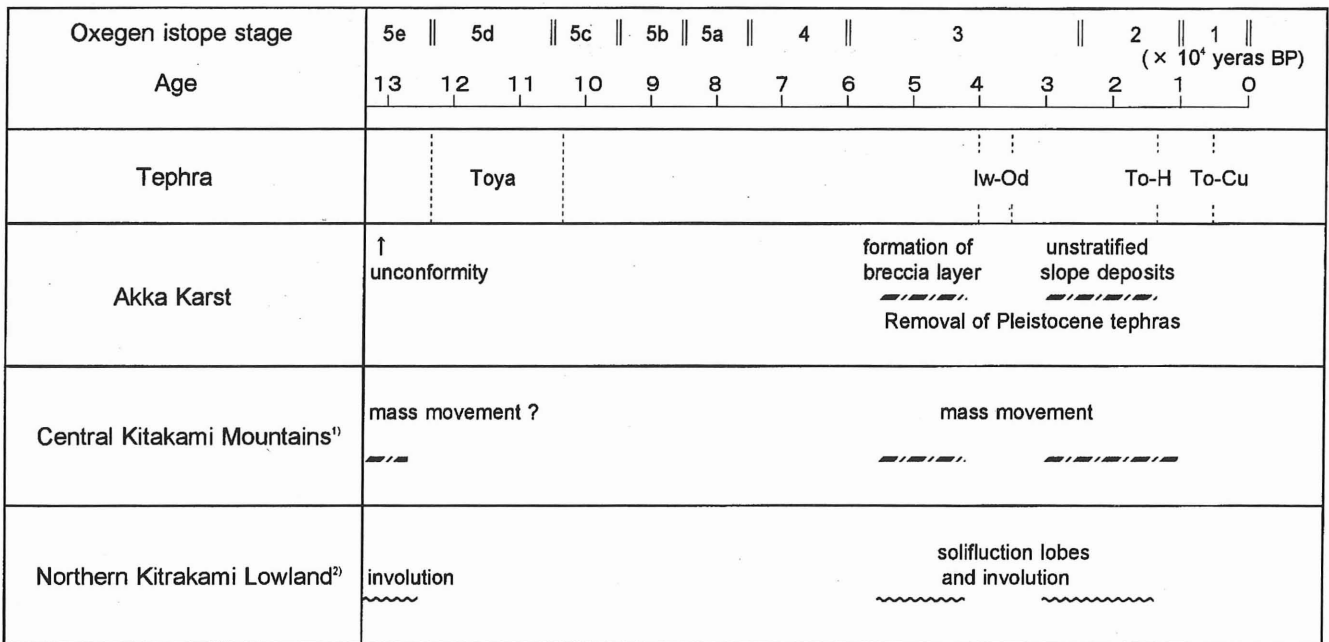 Oxegen istope stage 5e 5d 5c 5b 5a 4 3 2 1
(× 10⁴ yeras BP)
Age 13 12 11 10 9 8 7 6 5 4 3 2 1 0
Tephra Toya Iw-Od To-H To-Cu
↑ formation of unstratified
unconformity breccia layer slope deposits
Akka Karst
Removal of Pleistocene tephras
mass movement ? mass movement
Central Kitakami Mountains¹⁾
solifluction lobes
Northern Kitrakami Lowland²⁾ involution and involution